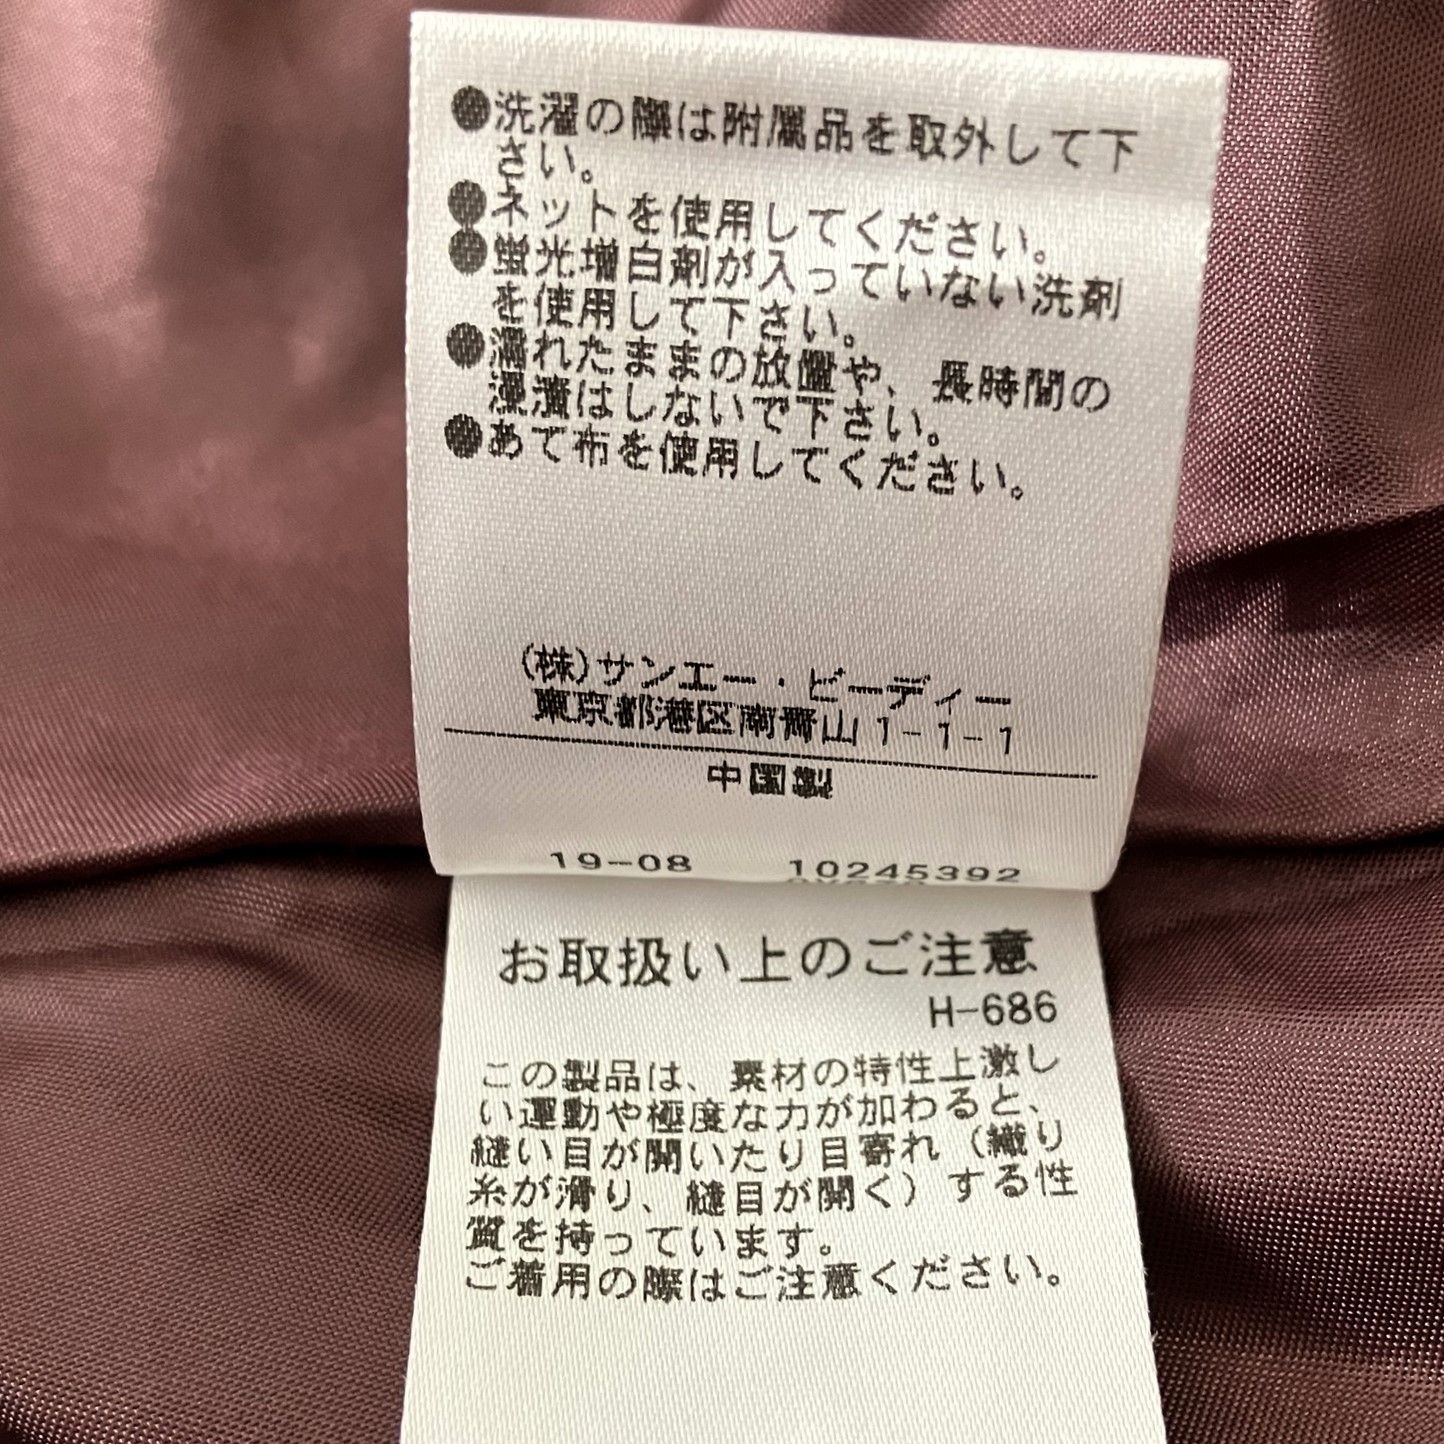 ●洗濯の際は附属品を取外して下
さい。
●ネットを使用してください。
●蛍光増白剤が入っていない洗剤
を使用して下さい。
●濡れたままの放置や、長時間の
浸漬はしないで下さい。
●あて布を使用してください。
(株)サンエー・ビーディー
東京都港区南青山1-1-1
中国製
19-08 10245392
お取扱い上のご注意
H-686
この製品は、素材の特性上激し
い運動や極度な力が加わると、
縫い目が開いたり目寄れ（織り
糸が滑り、縫目が開く）する性
質を持っています。
ご着用の際はご注意ください。